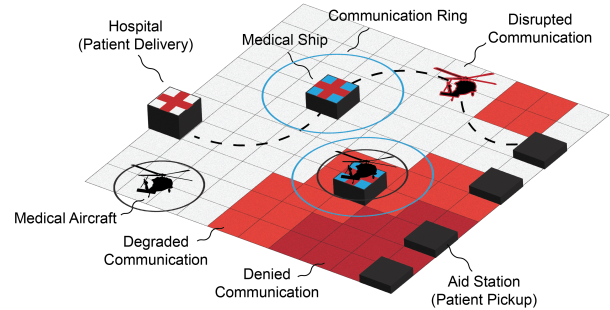 Hospital
(Patient Delivery)
Communication Ring
Medical Ship
Disrupted
Communication
Medical Aircraft
Degraded
Communication
Denied
Communication
Aid Station
(Patient Pickup)